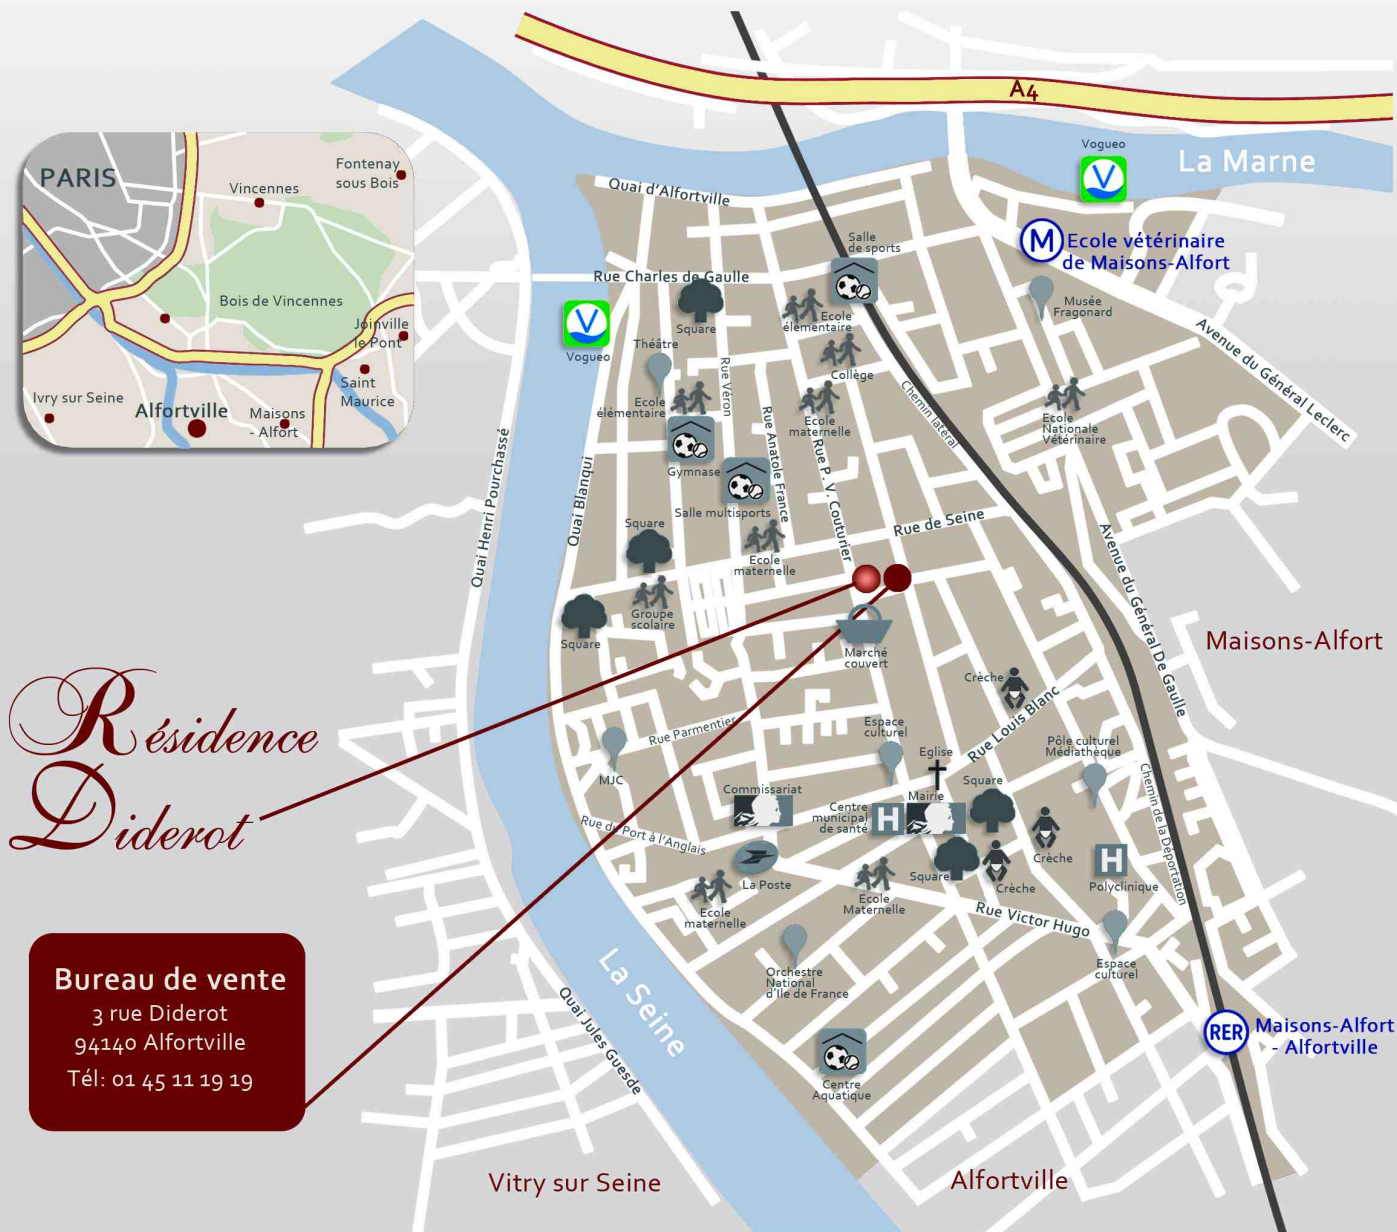 A4
La Marne
Vogueo
PARIS
Fontenay
sous Bois
Vincennes
Bois de Vincennes
Joinville
le Pont
Saint
Maurice
Ivry sur Seine
Alfortville
Maisons
- Alfort
Quai d'Alfortville
Salle
de sports
M
Ecole vétérinaire
de Maisons-Alfort
Rue Charles de Gaulle
Square
Ecole
élémentaire
Musée
Fragonard
Avenue du Général Leclerc
V
Vogueo
V
Théâtre
Rue Véron
Collège
Chemin latéral
Ecole
élémentaire
Ecole
maternelle
Ecole
Nationale
Vétérinaire
Gymnase
Rue Anatole France
Rue P. V. Couturier
Salle multisports
Quai Henri Pourchassé
Quai Blanqui
Square
Rue de Seine
Ecole
maternelle
Avenue du Général De Gaulle
Groupe
scolaire
Square
Marché
couvert
Maisons-Alfort
Crèche
Rue Louis Blanc
Résidence
Diderot
Rue Parmentier
MJC
Espace
culturel
Eglise
Pôle culturel
Médiathèque
Square
Commissariat
Centre
municipal
de santé
H
Mairie
Chemin de la Déportation
Rue du Port à l'Anglais
La Poste
Crèche
Square
Crèche
H
Polyclinique
Ecole
maternelle
Ecole
Maternelle
Rue Victor Hugo
Espace
culturel
Orchestre
National
d'Ile de France
Bureau de vente
3 rue Diderot
94140 Alfortville
Tél: 01 45 11 19 19
La Seine
Quai Jules Guesde
RER
Maisons-Alfort
- Alfortville
Centre
Aquatique
Vitry sur Seine
Alfortville